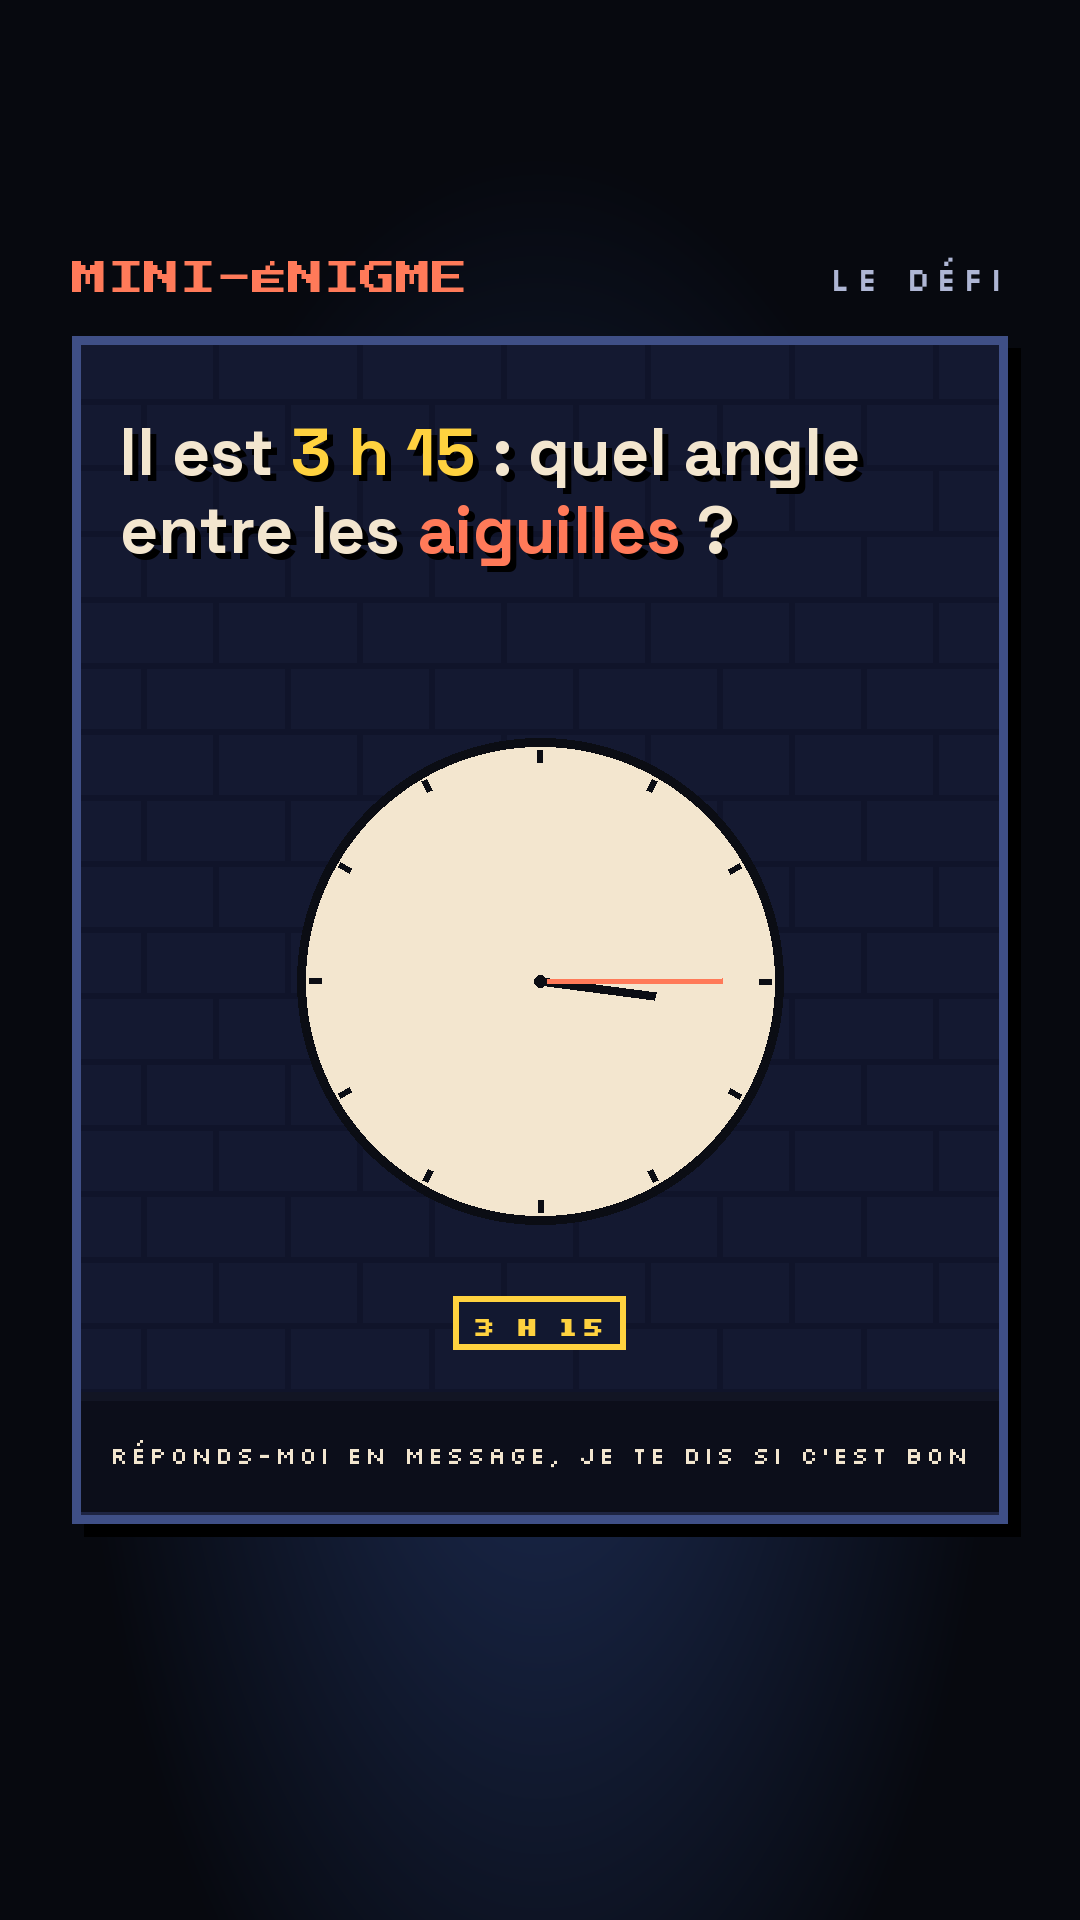 MINI-ÉNIGME
LE DÉFI
Il est 3 h 15 : quel angle
entre les aiguilles ?
3 H 15
RÉPONDS-MOI EN MESSAGE, JE TE DIS SI C'EST BON